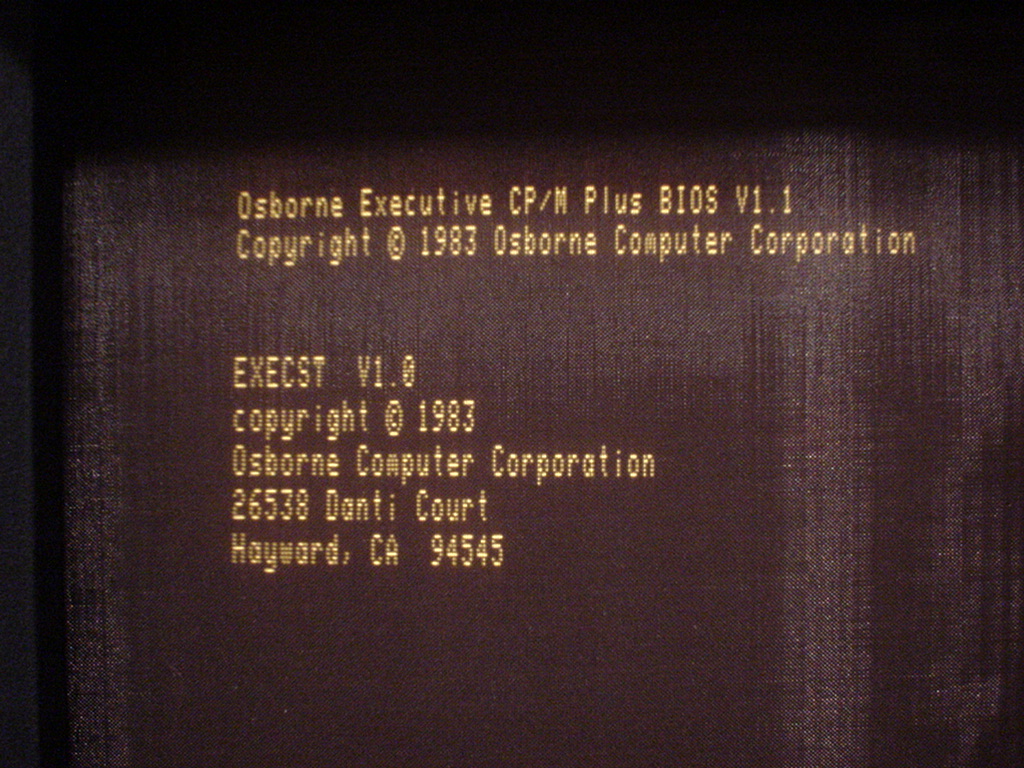 Osborne Executive CP/M Plus BIOS V1.1
Copyright © 1983 Osborne Computer Corporation
EXECST  V1.0
copyright © 1983
Osborne Computer Corporation
26538 Danti Court
Hayward, CA  94545